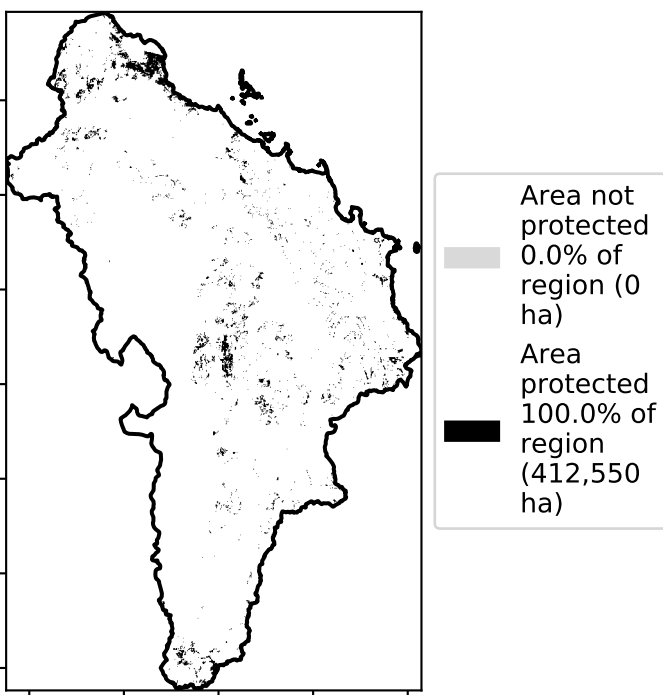 Area not
protected
0.0% of
region (0
ha)
Area
protected
100.0% of
region
(412,550
ha)